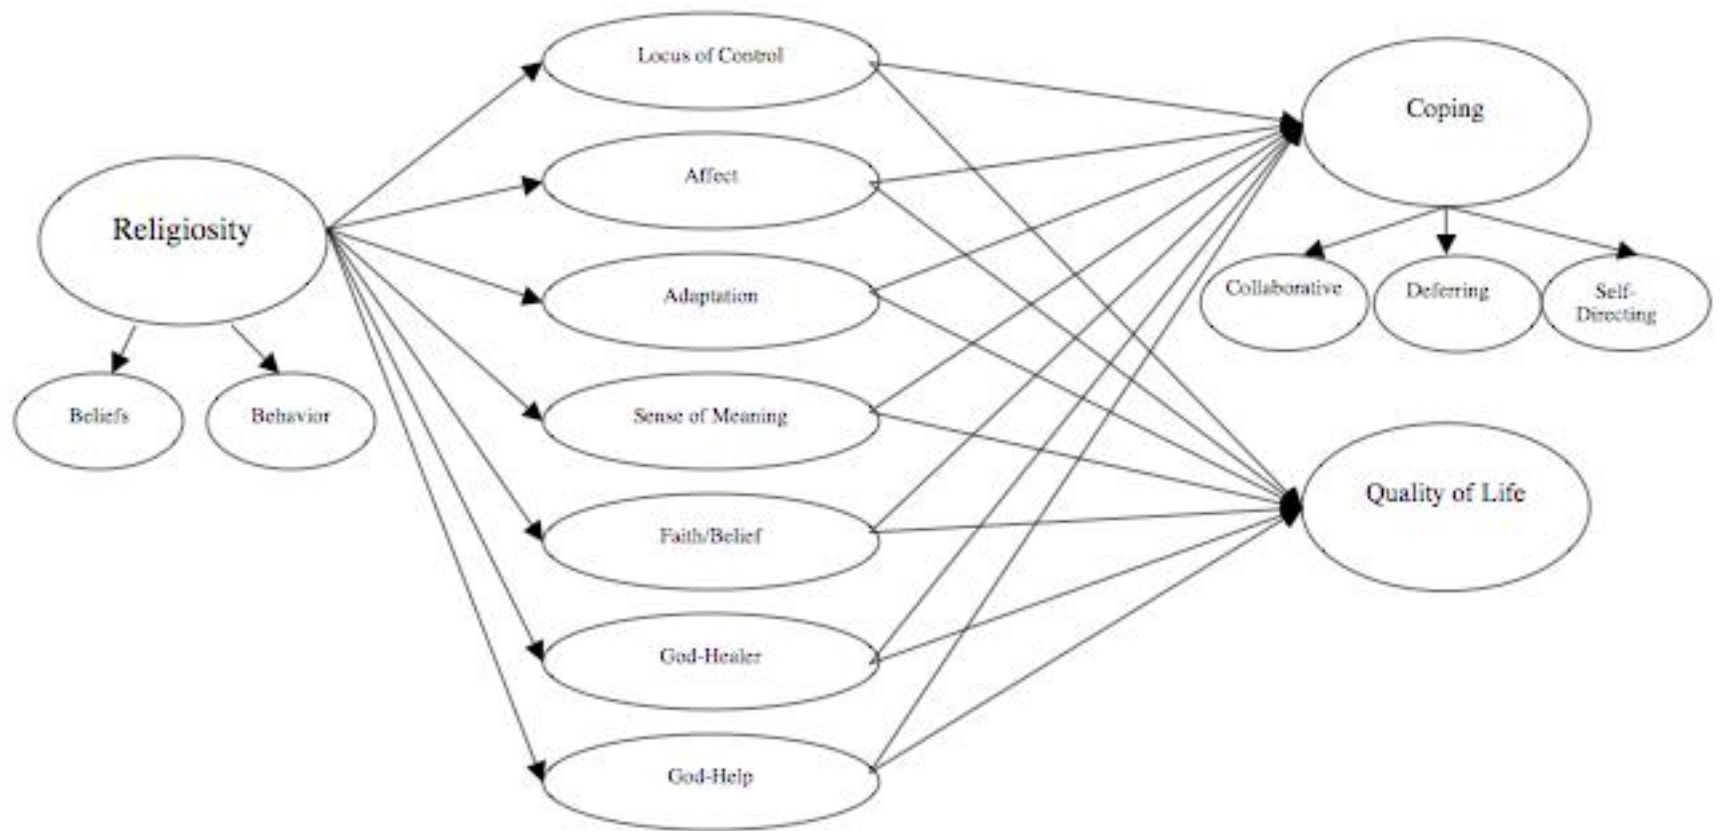 Locus of Control
Affect
Adaptation
Sense of Meaning
Faith/Belief
God-Healer
God-Help
Religiosity
Beliefs
Behavior
Coping
Collaborative
Deferring
Self-
Directing
Quality of Life